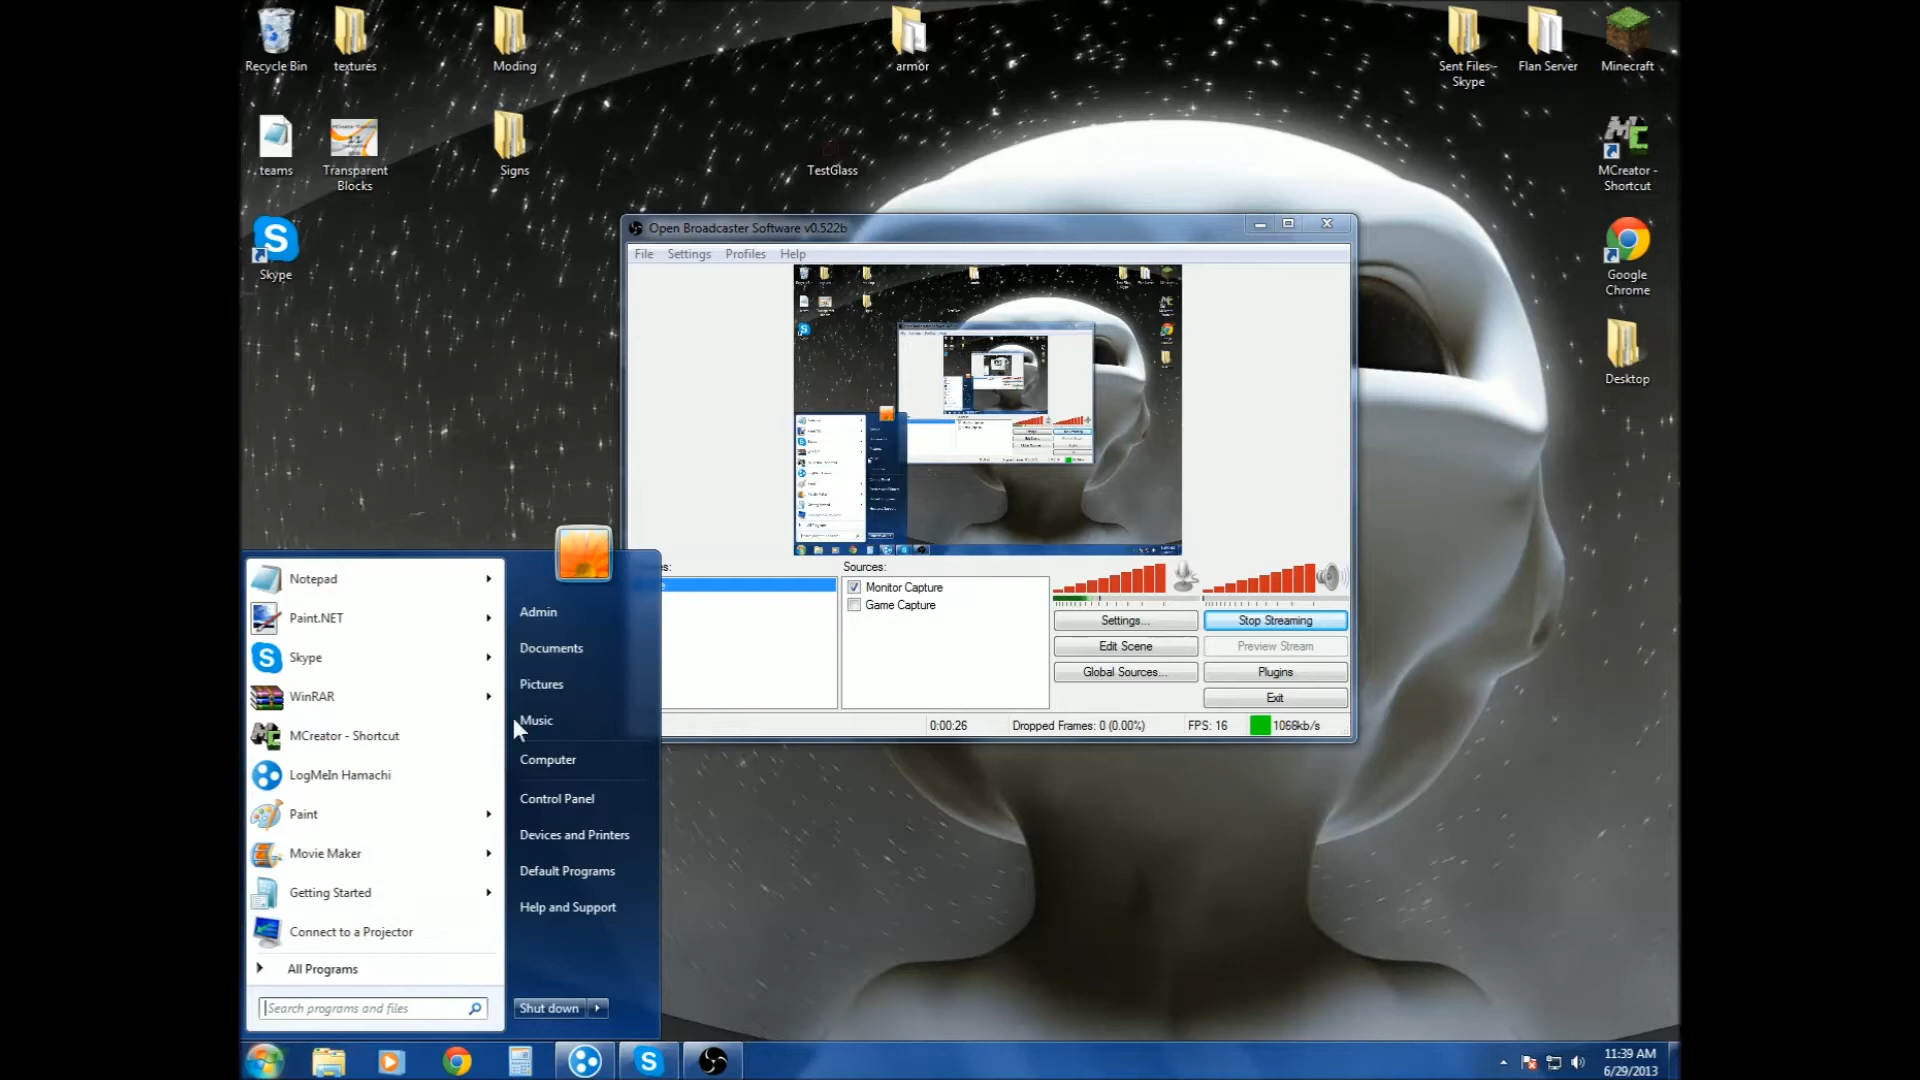 Recycle Bin
textures
Moding
armor
Sent Files - Skype
Flan Server
Minecraft
teams
Transparent Blocks
Signs
TestGlass
MCreator - Shortcut
Skype
Google Chrome
Desktop
Open Broadcaster Software v0.522b
File Settings Profiles Help
Sources:
Monitor Capture
Game Capture
Settings...
Stop Streaming
Edit Scene
Preview Stream
Global Sources...
Plugins
Exit
0:00:26
Dropped Frames: 0 (0.00%)
FPS: 16
1066kb/s
Notepad
Paint.NET
Skype
WinRAR
MCreator - Shortcut
LogMeIn Hamachi
Paint
Movie Maker
Getting Started
Connect to a Projector
All Programs
Search programs and files
Admin
Documents
Pictures
Music
Computer
Control Panel
Devices and Printers
Default Programs
Help and Support
Shut down
11:39 AM
6/29/2013